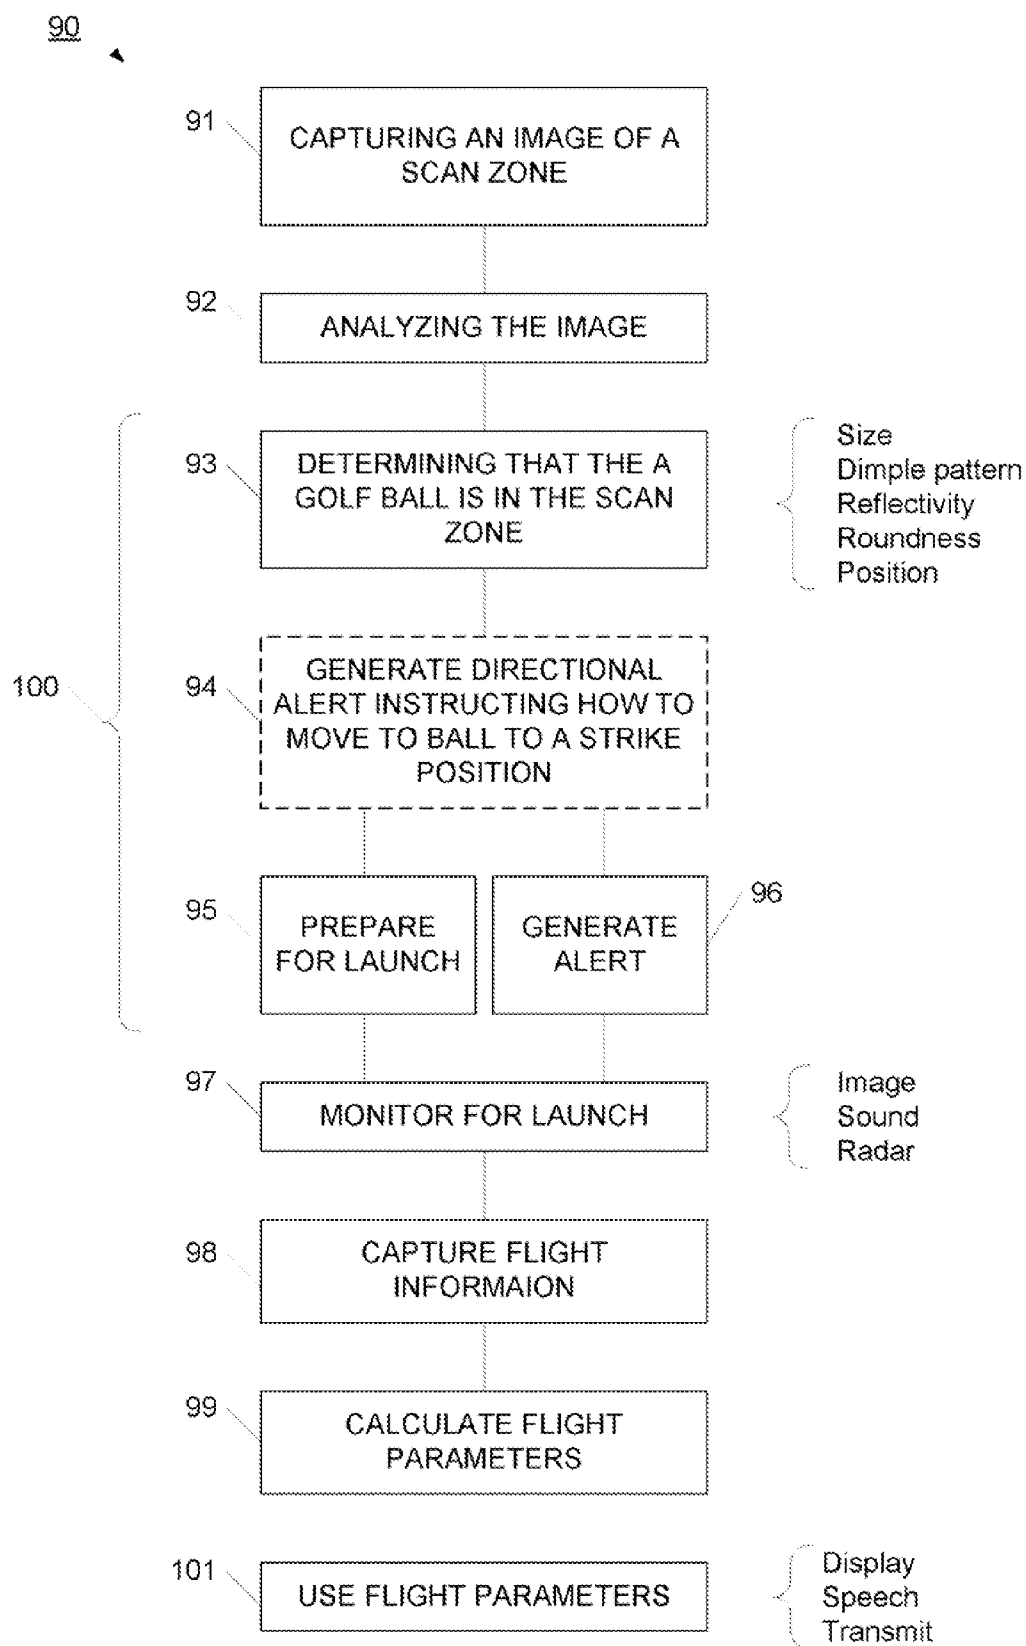 90
91
CAPTURING AN IMAGE OF A
SCAN ZONE
92
ANALYZING THE IMAGE
93
DETERMINING THAT THE A
GOLF BALL IS IN THE SCAN
ZONE
Size
Dimple pattern
Reflectivity
Roundness
Position
100
94
GENERATE DIRECTIONAL
ALERT INSTRUCTING HOW TO
MOVE TO BALL TO A STRIKE
POSITION
95
PREPARE
FOR LAUNCH
GENERATE
ALERT
96
97
MONITOR FOR LAUNCH
Image
Sound
Radar
98
CAPTURE FLIGHT
INFORMAION
99
CALCULATE FLIGHT
PARAMETERS
101
USE FLIGHT PARAMETERS
Display
Speech
Transmit